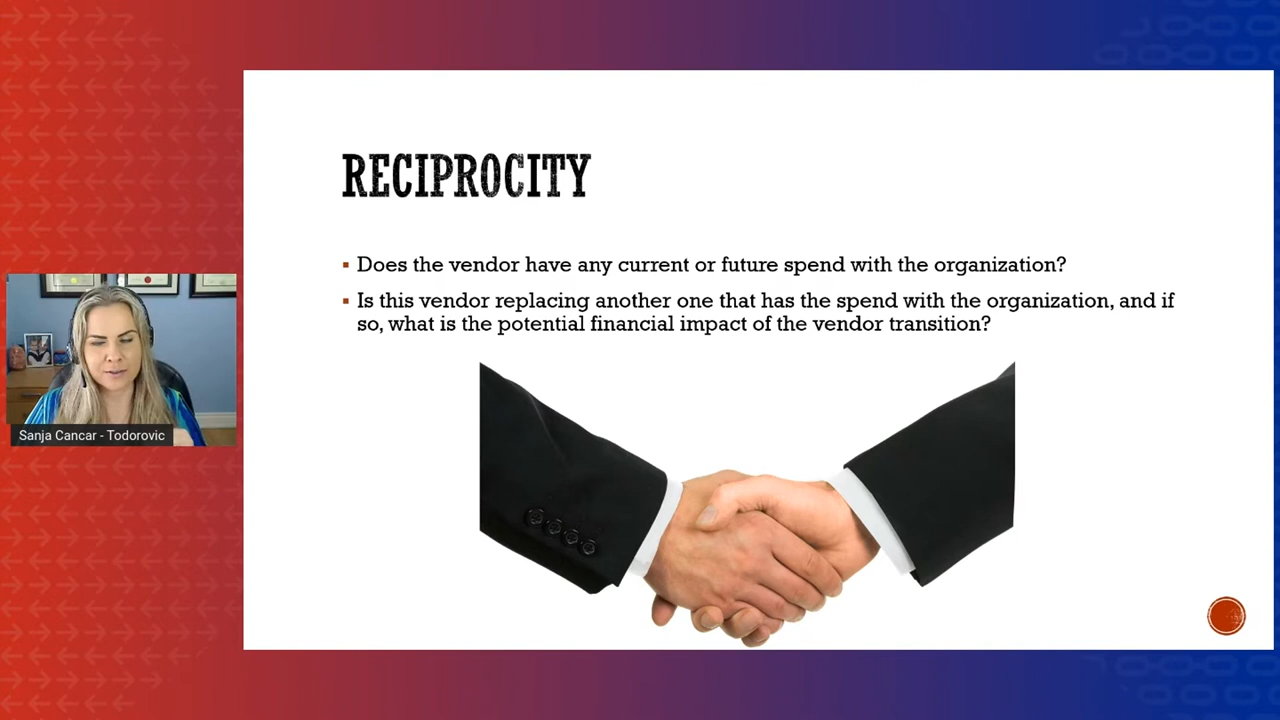 RECIPROCITY
Does the vendor have any current or future spend with the organization?
Is this vendor replacing another one that has the spend with the organization, and if
so, what is the potential financial impact of the vendor transition?
Sanja Cancar - Todorovic